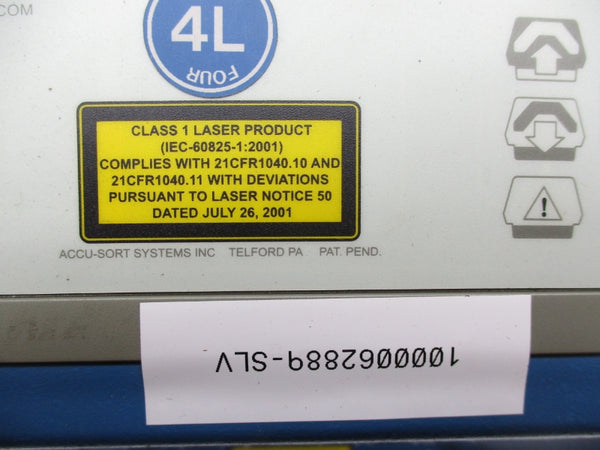 .COM
4L
FOUR
CLASS 1 LASER PRODUCT
(IEC-60825-1:2001)
COMPLIES WITH 21CFR1040.10 AND
21CFR1040.11 WITH DEVIATIONS
PURSUANT TO LASER NOTICE 50
DATED JULY 26, 2001
ACCU-SORT SYSTEMS INC TELFORD PA PAT. PEND.
1000062889-SLV